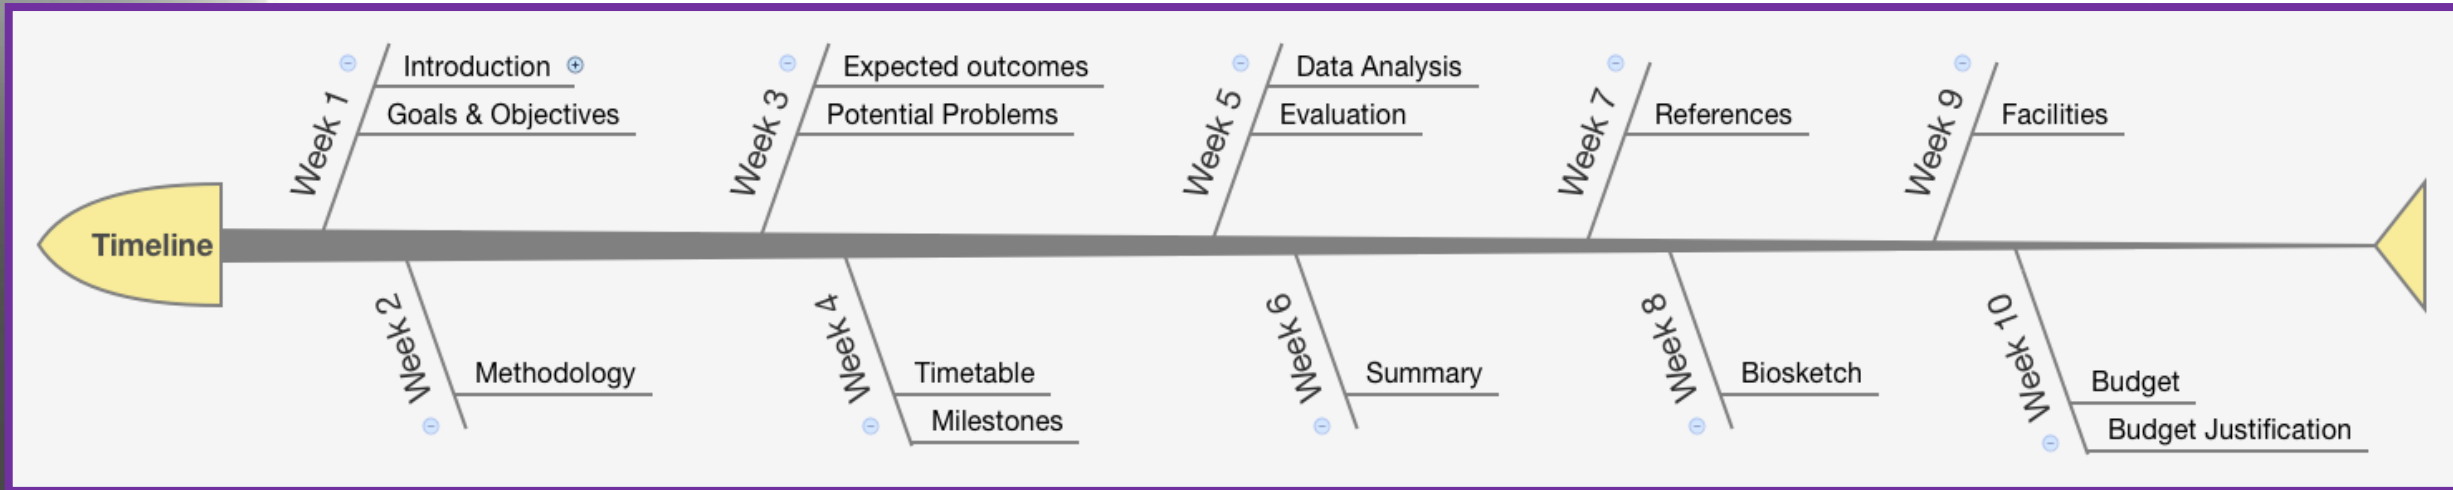 Timeline
Week 1
Introduction
Goals & Objectives
Week 2
Methodology
Week 3
Expected outcomes
Potential Problems
Week 4
Timetable
Milestones
Week 5
Data Analysis
Evaluation
Week 6
Summary
Week 7
References
Week 8
Biosketch
Week 9
Facilities
Week 10
Budget
Budget Justification